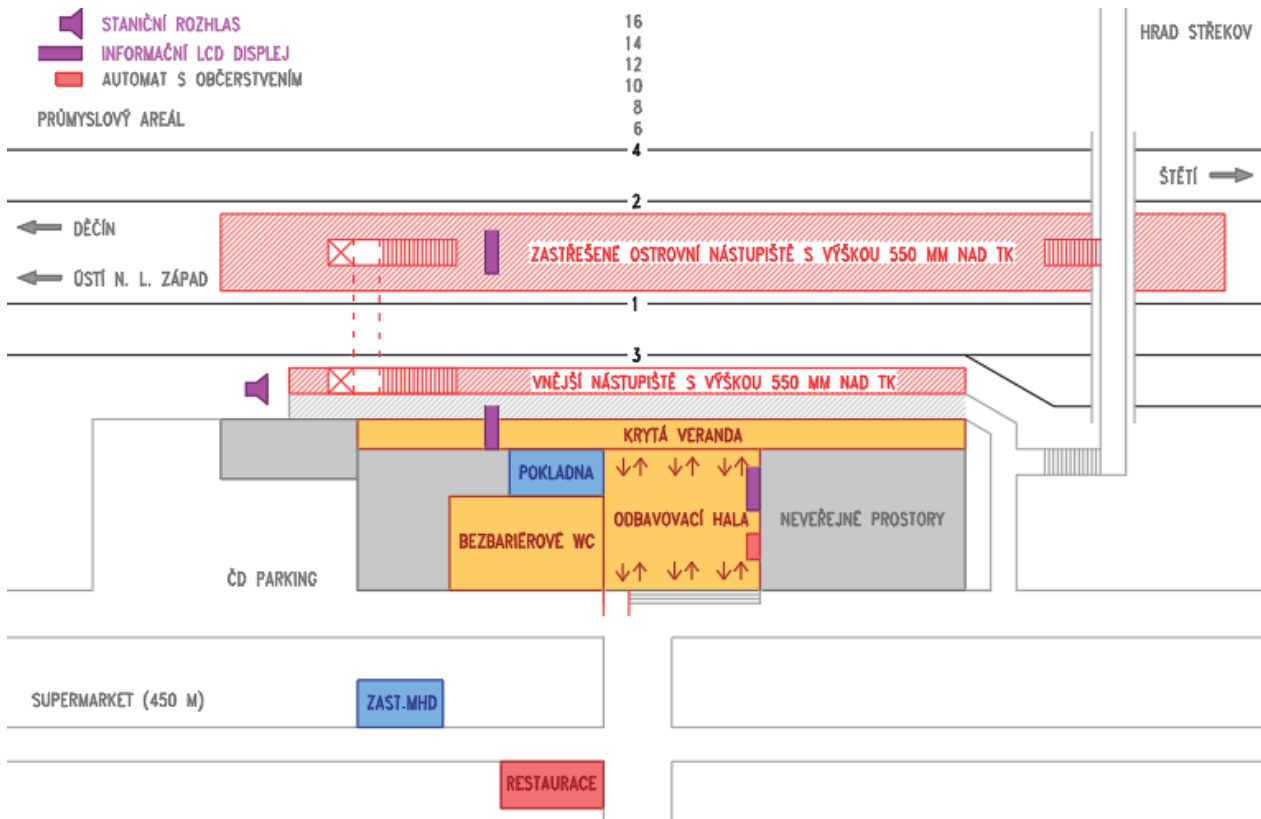 STANIČNÍ ROZHLAS
INFORMAČNÍ LCD DISPLEJ
AUTOMAT S OBČERSTVENÍM
PRŮMYSLOVÝ AREÁL
16
14
12
10
8
6
4
HRAD STŘEKOV
ŠTĚTÍ
2
DĚČÍN
ZASTŘEŠENÉ OSTROVNÍ NÁSTUPIŠTĚ S VÝŠKOU 550 MM NAD TK
ÚSTÍ N. L. ZÁPAD
1
3
VNĚJŠÍ NÁSTUPIŠTĚ S VÝŠKOU 550 MM NAD TK
KRYTÁ VERANDA
POKLADNA
ODBAVOVACÍ HALA
NEVEŘEJNÉ PROSTORY
BEZBARIÉROVÉ WC
ČD PARKING
SUPERMARKET (450 M)
ZAST.MHD
RESTAURACE